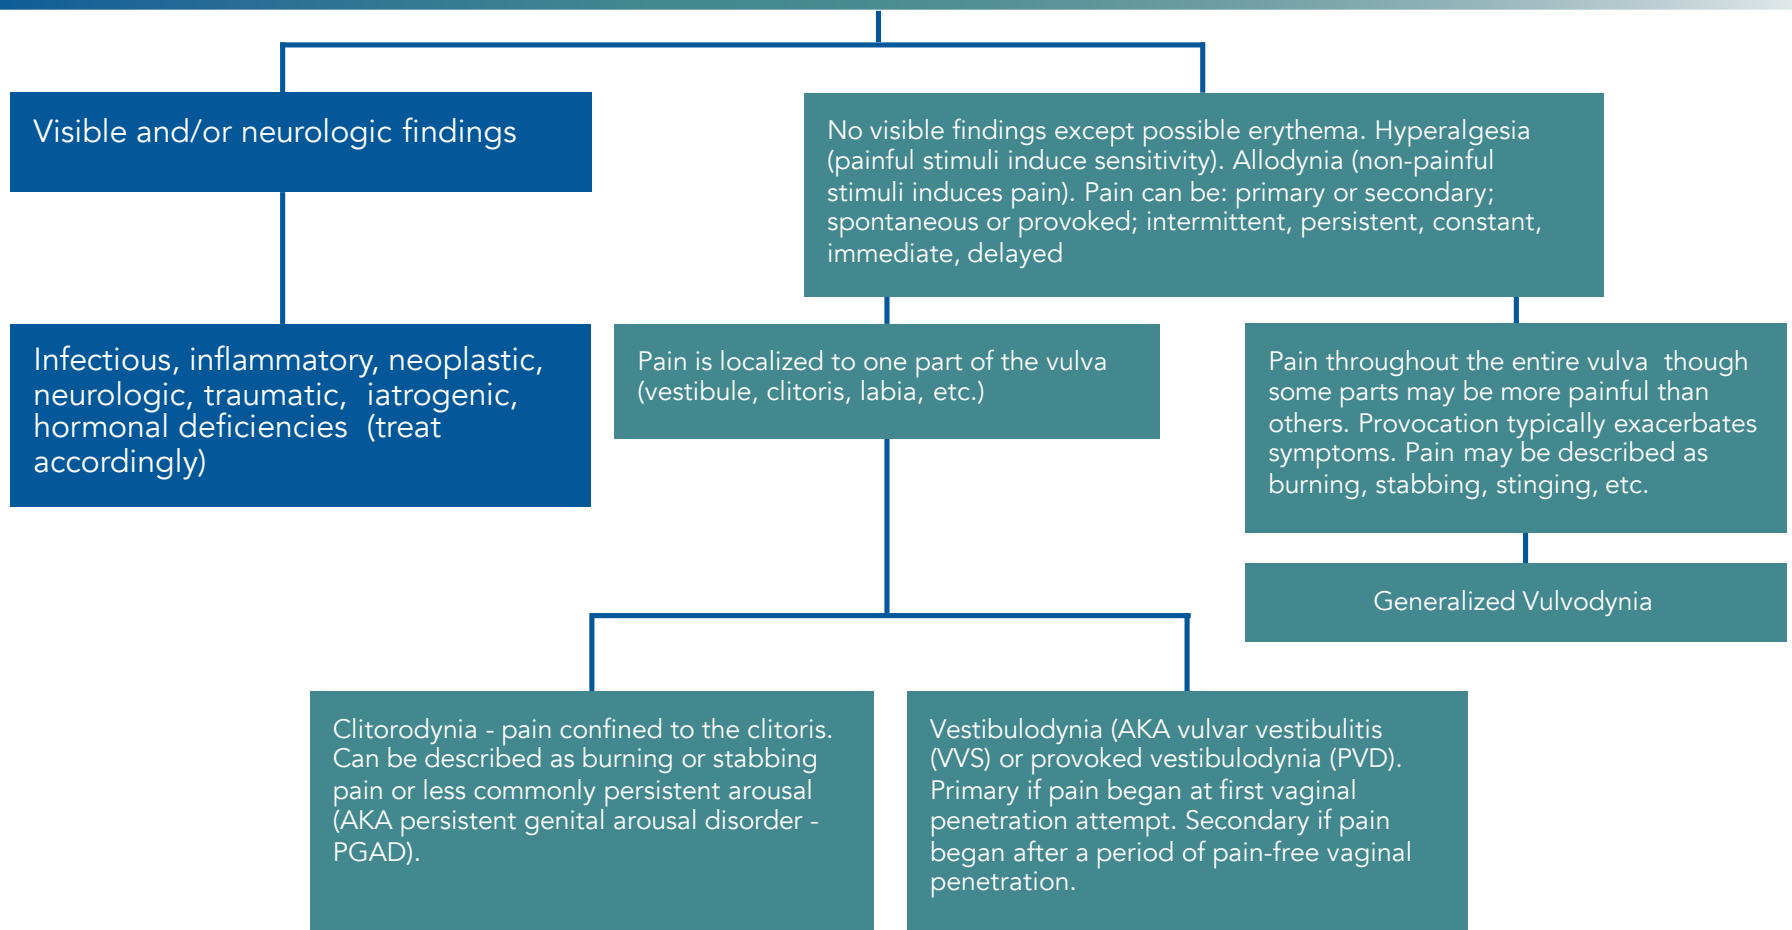 Visible and/or neurologic findings
No visible findings except possible erythema. Hyperalgesia
(painful stimuli induce sensitivity). Allodynia (non-painful
stimuli induces pain). Pain can be: primary or secondary;
spontaneous or provoked; intermittent, persistent, constant,
immediate, delayed
Infectious, inflammatory, neoplastic,
neurologic, traumatic, iatrogenic,
hormonal deficiencies (treat
accordingly)
Pain is localized to one part of the vulva
(vestibule, clitoris, labia, etc.)
Pain throughout the entire vulva though
some parts may be more painful than
others. Provocation typically exacerbates
symptoms. Pain may be described as
burning, stabbing, stinging, etc.
Generalized Vulvodynia
Clitorodynia - pain confined to the clitoris.
Can be described as burning or stabbing
pain or less commonly persistent arousal
(AKA persistent genital arousal disorder -
PGAD).
Vestibulodynia (AKA vulvar vestibulitis
(VVS) or provoked vestibulodynia (PVD).
Primary if pain began at first vaginal
penetration attempt. Secondary if pain
began after a period of pain-free vaginal
penetration.